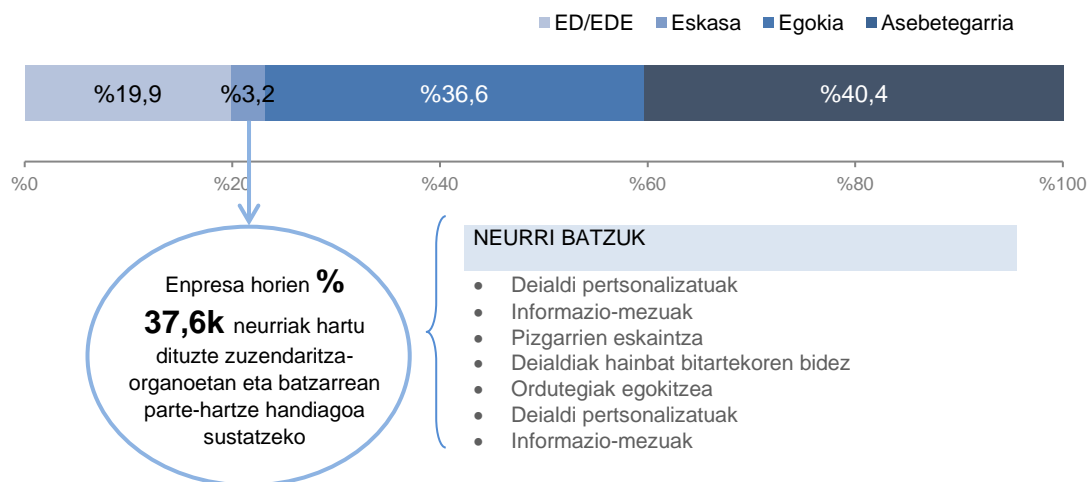 ED/EDE Eskasa Egokia Asebetegarria
%19,9 %3,2 %36,6 %40,4
%0 %20 %40 %60 %80 %100
Enpresa horien %
37,6k neurriak hartu
dituzte zuzendaritza-
organoetan eta batzarrean
parte-hartze handiagoa
sustatzeko
NEURRI BATZUK
• Deialdi pertsonalizatuak
• Informazio-mezuak
• Pizgarrien eskaintza
• Deialdiak hainbat bitartekoren bidez
• Ordutegiak egokitzea
• Deialdi pertsonalizatuak
• Informazio-mezuak